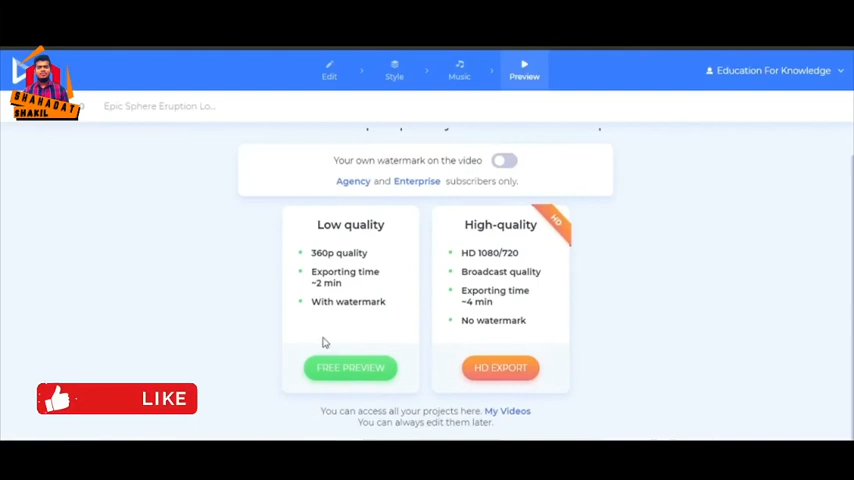 Edit
Style
Music
Preview
Education For Knowledge
SHAHADAT
SHAKIL
Epic Sphere Eruption Lo...
Your own watermark on the video
Agency and Enterprise subscribers only.
Low quality
360p quality
Exporting time
~2 min
With watermark
FREE PREVIEW
High-quality
HD
HD 1080/720
Broadcast quality
Exporting time
~4 min
No watermark
HD EXPORT
LIKE
You can access all your projects here. My Videos
You can always edit them later.